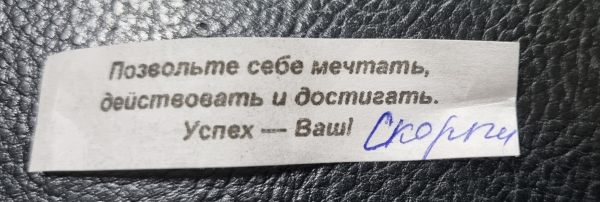 Позвольте себе мечтать,
действовать и достигать.
Успех — Ваш! Скорпи